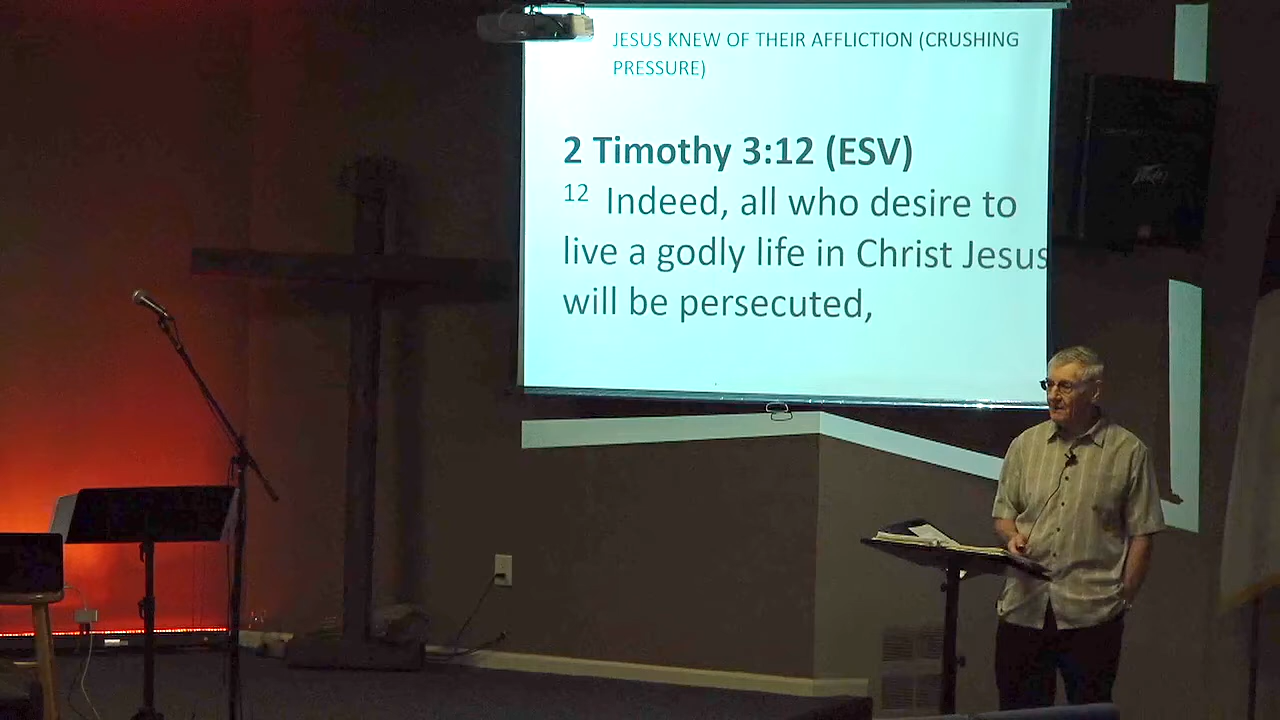 JESUS KNEW OF THEIR AFFLICTION (CRUSHING
PRESSURE)
2 Timothy 3:12 (ESV)
12 Indeed, all who desire to
live a godly life in Christ Jesus
will be persecuted,